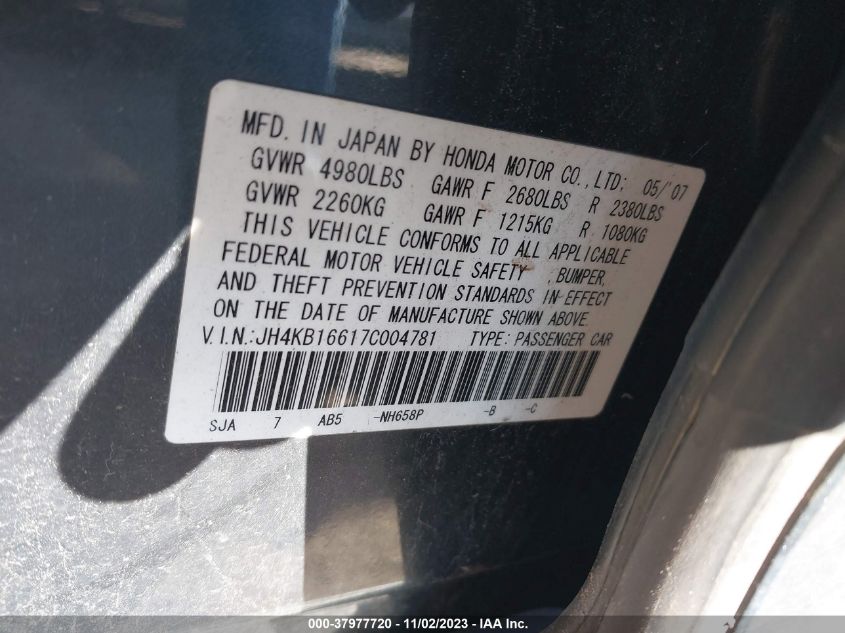 MFD. IN JAPAN BY HONDA MOTOR CO., LTD; 05/'07
GVWR 4980LBS GAWR F 2680LBS R 2380LBS
GVWR 2260KG GAWR F 1215KG R 1080KG
THIS VEHICLE CONFORMS TO ALL APPLICABLE
FEDERAL MOTOR VEHICLE SAFETY , BUMPER,
AND THEFT PREVENTION STANDARDS IN EFFECT
ON THE DATE OF MANUFACTURE SHOWN ABOVE.
V.I.N.:JH4KB16617C004781 TYPE: PASSENGER CAR
SJA 7 AB5 -NH658P -B -C
000-37977720 - 11/02/2023 - IAA Inc.